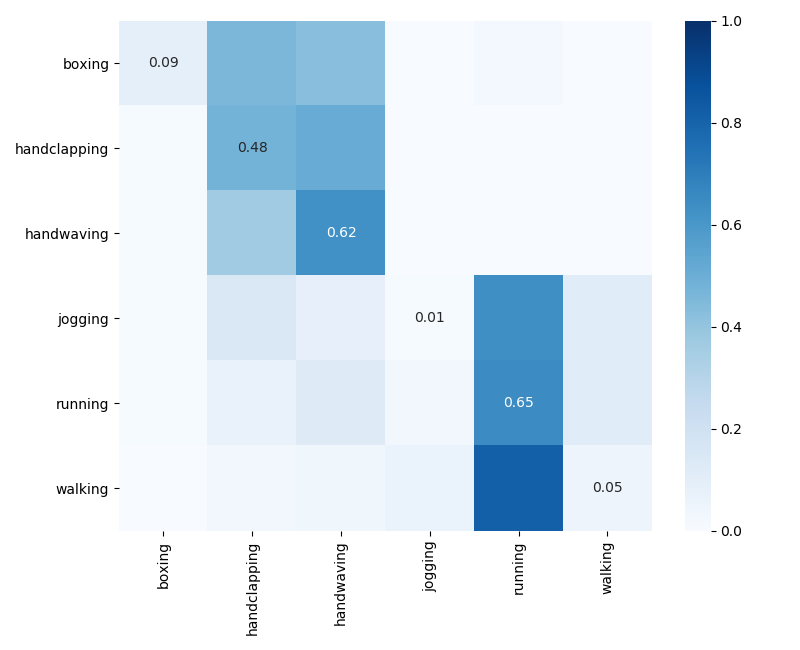 boxing
handclapping
handwaving
jogging
running
walking
0.09
0.48
0.62
0.01
0.65
0.05
boxing
handclapping
handwaving
jogging
running
walking
1.0
0.8
0.6
0.4
0.2
0.0